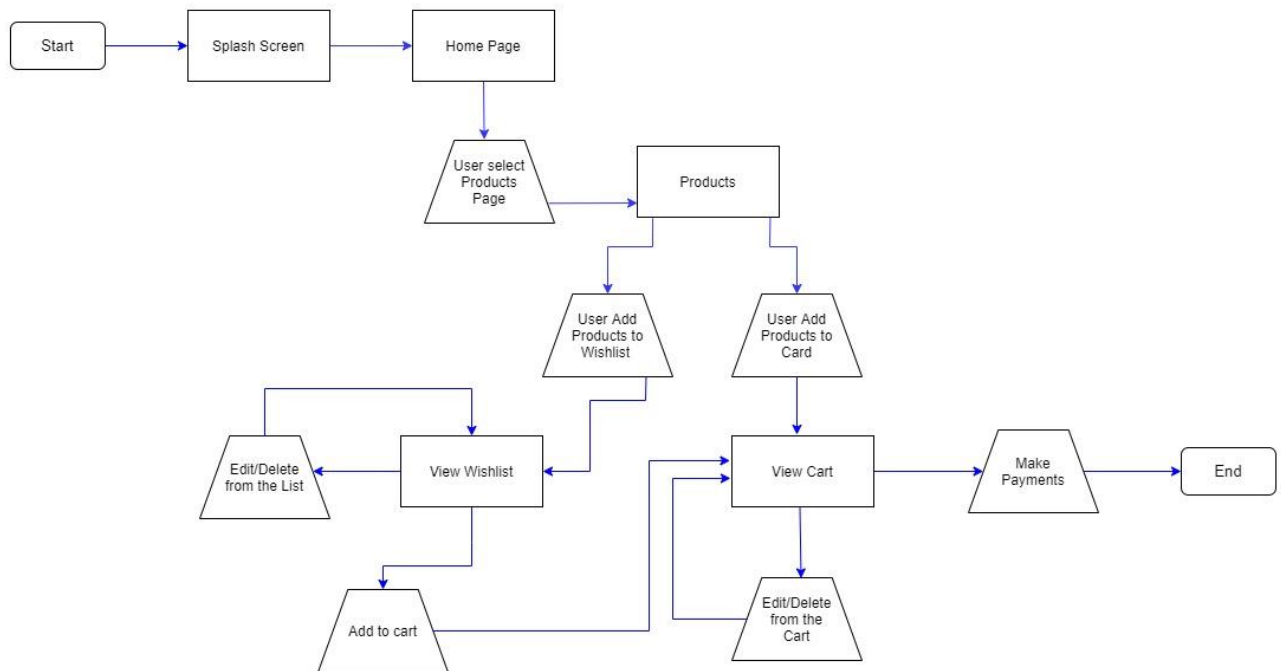 Start
Splash Screen
Home Page
User select
Products
Page
Products
User Add
Products to
Wishlist
User Add
Products to
Card
Edit/Delete
from the List
View Wishlist
View Cart
Make
Payments
End
Add to cart
Edit/Delete
from the
Cart